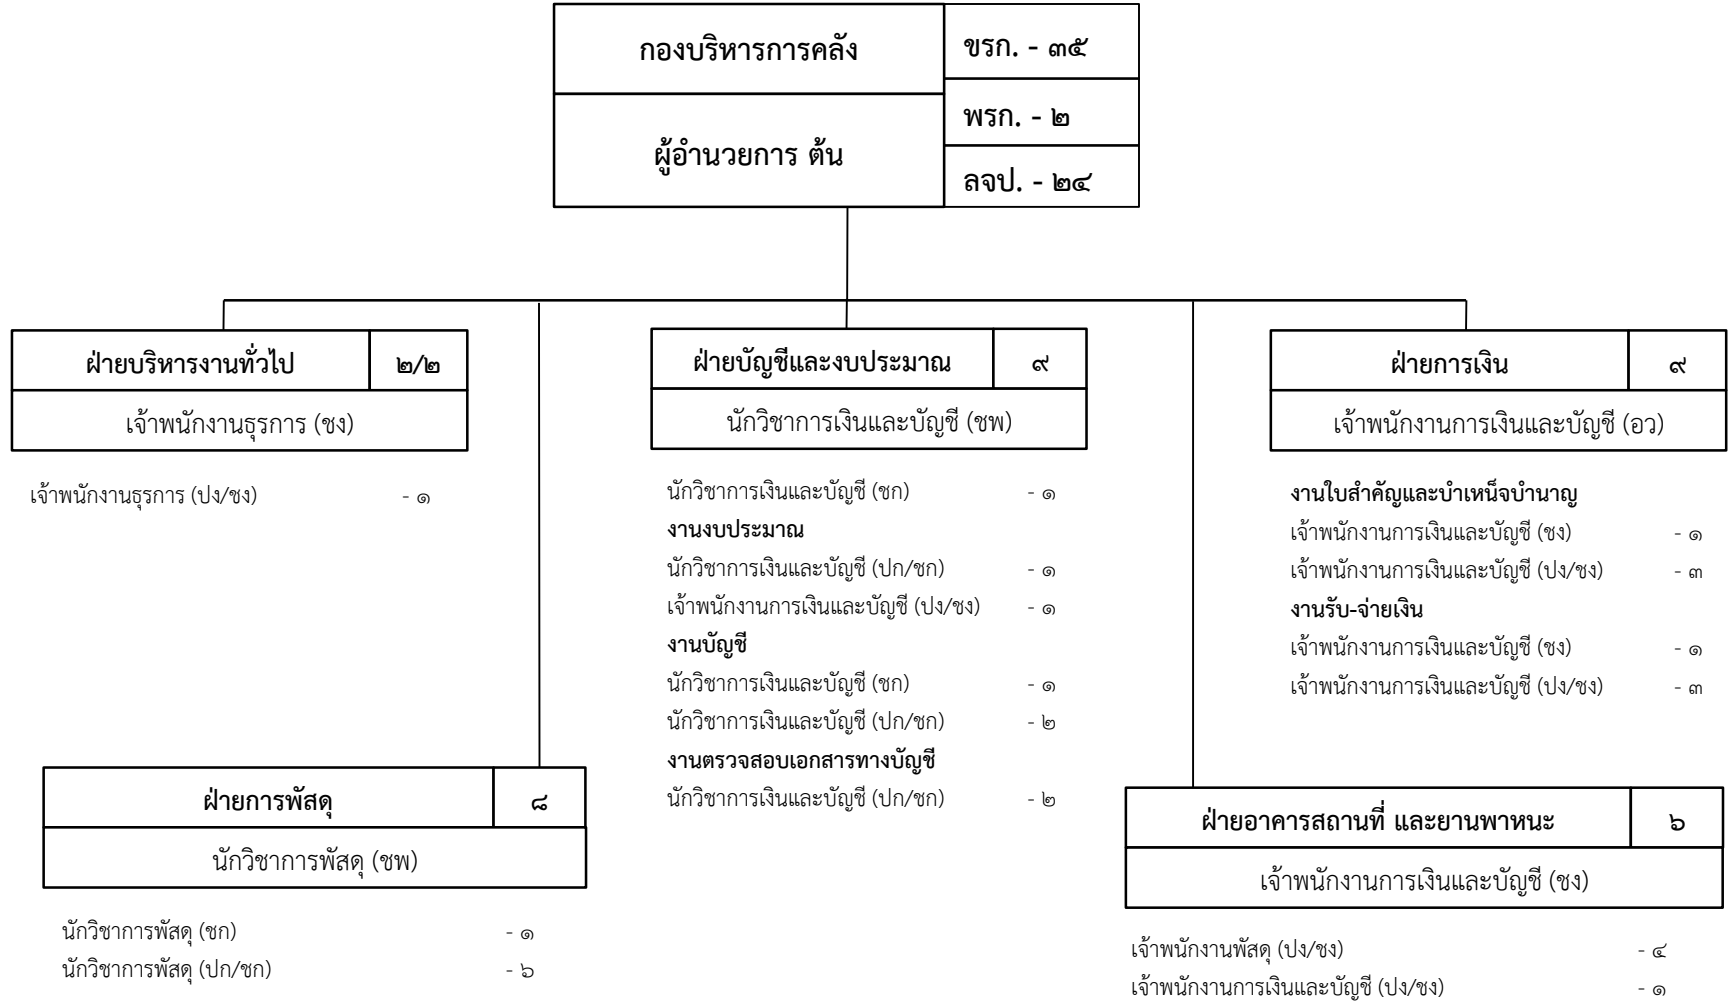 กองบริหารการคลัง
ขรก. - ๓๕
ผู้อำนวยการ ต้น
พรก. - ๒
ลจป. - ๒๔
ฝ่ายบริหารงานทั่วไป ๒/๒
เจ้าพนักงานธุรการ (ชง)
เจ้าพนักงานธุรการ (ปง/ชง) - ๑
ฝ่ายบัญชีและงบประมาณ ๙
นักวิชาการเงินและบัญชี (ชพ)
นักวิชาการเงินและบัญชี (ชก) - ๑
งานงบประมาณ
นักวิชาการเงินและบัญชี (ปก/ชก) - ๑
เจ้าพนักงานการเงินและบัญชี (ปง/ชง) - ๑
งานบัญชี
นักวิชาการเงินและบัญชี (ชก) - ๑
นักวิชาการเงินและบัญชี (ปก/ชก) - ๒
งานตรวจสอบเอกสารทางบัญชี
นักวิชาการเงินและบัญชี (ปก/ชก) - ๒
ฝ่ายการเงิน ๙
เจ้าพนักงานการเงินและบัญชี (อว)
งานใบสำคัญและบำเหน็จบำนาญ
เจ้าพนักงานการเงินและบัญชี (ชง) - ๑
เจ้าพนักงานการเงินและบัญชี (ปง/ชง) - ๓
งานรับ-จ่ายเงิน
เจ้าพนักงานการเงินและบัญชี (ชง) - ๑
เจ้าพนักงานการเงินและบัญชี (ปง/ชง) - ๓
ฝ่ายการพัสดุ ๘
นักวิชาการพัสดุ (ชพ)
นักวิชาการพัสดุ (ชก) - ๑
นักวิชาการพัสดุ (ปก/ชก) - ๖
ฝ่ายอาคารสถานที่ และยานพาหนะ ๖
เจ้าพนักงานการเงินและบัญชี (ชง)
เจ้าพนักงานพัสดุ (ปง/ชง) - ๔
เจ้าพนักงานการเงินและบัญชี (ปง/ชง) - ๑